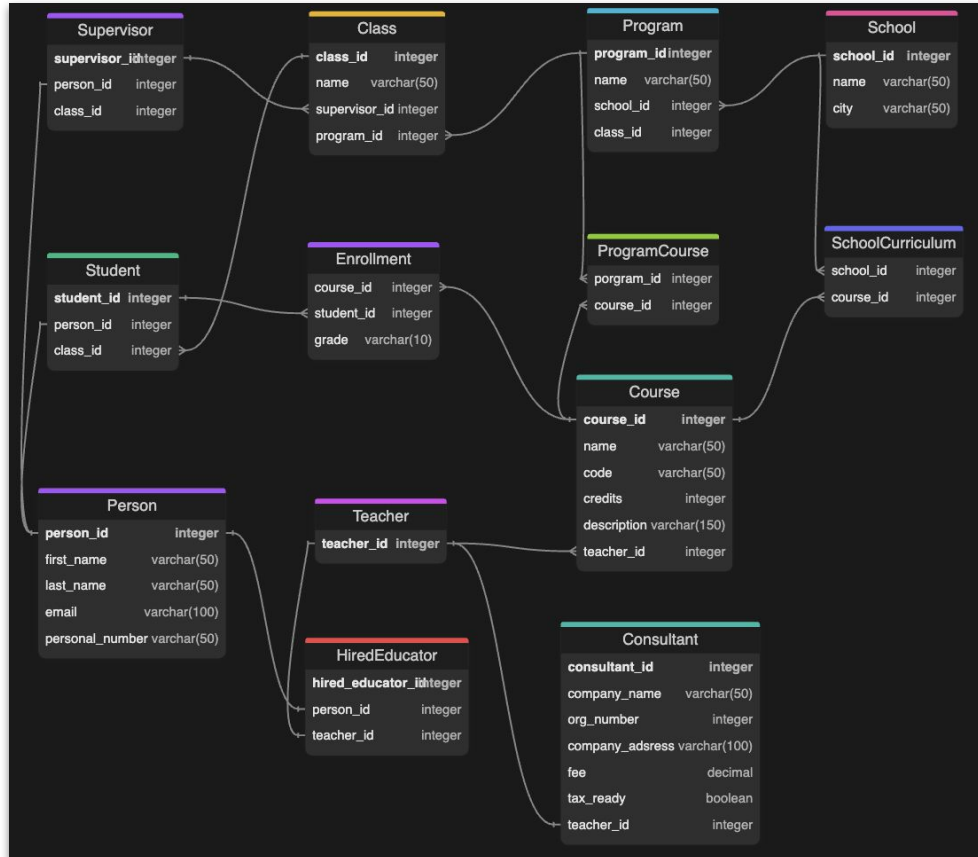 Supervisor
supervisor_id integer
person_id integer
class_id integer
Class
class_id integer
name varchar(50)
supervisor_id integer
program_id integer
Program
program_id integer
name varchar(50)
school_id integer
class_id integer
School
school_id integer
name varchar(50)
city varchar(50)
Student
student_id integer
person_id integer
class_id integer
Enrollment
course_id integer
student_id integer
grade varchar(10)
ProgramCourse
porgram_id integer
course_id integer
SchoolCurriculum
school_id integer
course_id integer
Course
course_id integer
name varchar(50)
code varchar(50)
credits integer
description varchar(150)
teacher_id integer
Person
person_id integer
first_name varchar(50)
last_name varchar(50)
email varchar(100)
personal_number varchar(50)
Teacher
teacher_id integer
HiredEducator
hired_educator_id integer
person_id integer
teacher_id integer
Consultant
consultant_id integer
company_name varchar(50)
org_number integer
company_adsress varchar(100)
fee decimal
tax_ready boolean
teacher_id integer